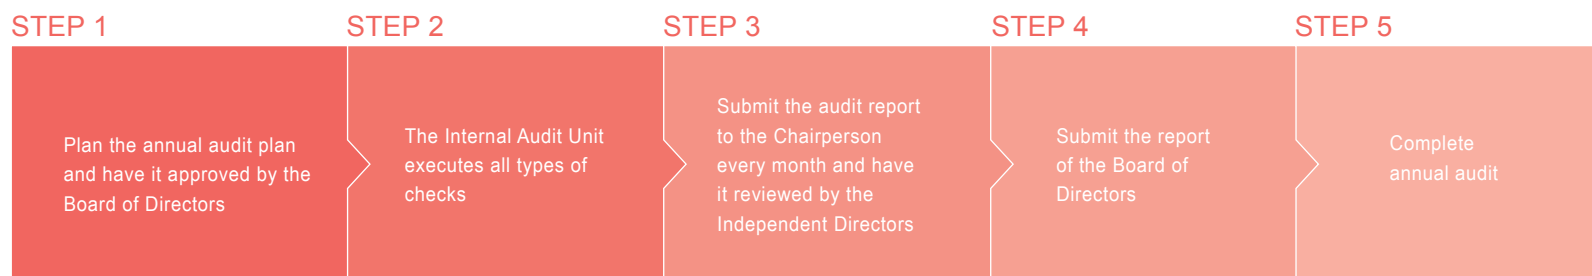 STEP 1
Plan the annual audit plan
and have it approved by the
Board of Directors
STEP 2
The Internal Audit Unit
executes all types of
checks
STEP 3
Submit the audit report
to the Chairperson
every month and have
it reviewed by the
Independent Directors
STEP 4
Submit the report
of the Board of
Directors
STEP 5
Complete
annual audit